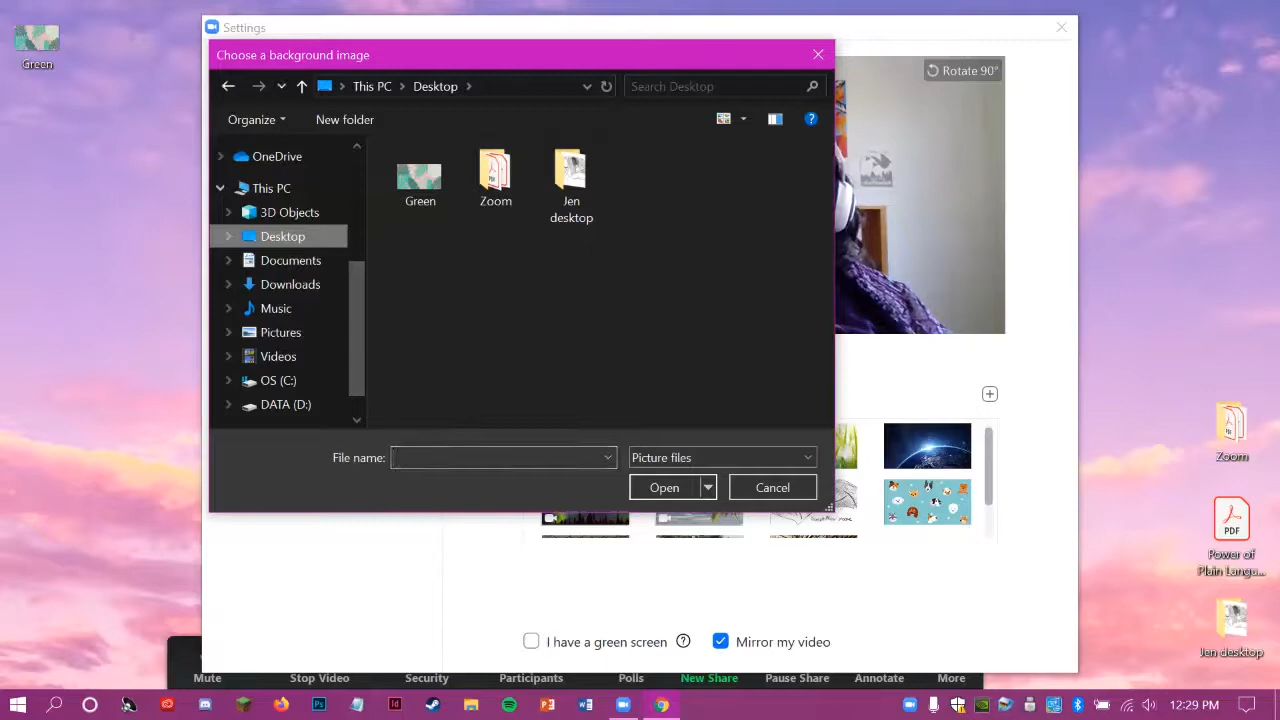 Green
Settings
Choose a background image
Rotate 90°
This PC
Desktop
Search Desktop
Organize
New folder
OneDrive
This PC
3D Objects
Desktop
Documents
Downloads
Music
Pictures
Videos
OS (C:)
DATA (D:)
Green
Zoom
Jen
desktop
File name:
Picture files
Open
Cancel
I have a green screen
Mirror my video
Zoom
PDF
Power of
Plain Langu...
Jen desktop
Mute
Stop Video
Security
Participants
Polls
New Share
Pause Share
Annotate
More
12:29 PM